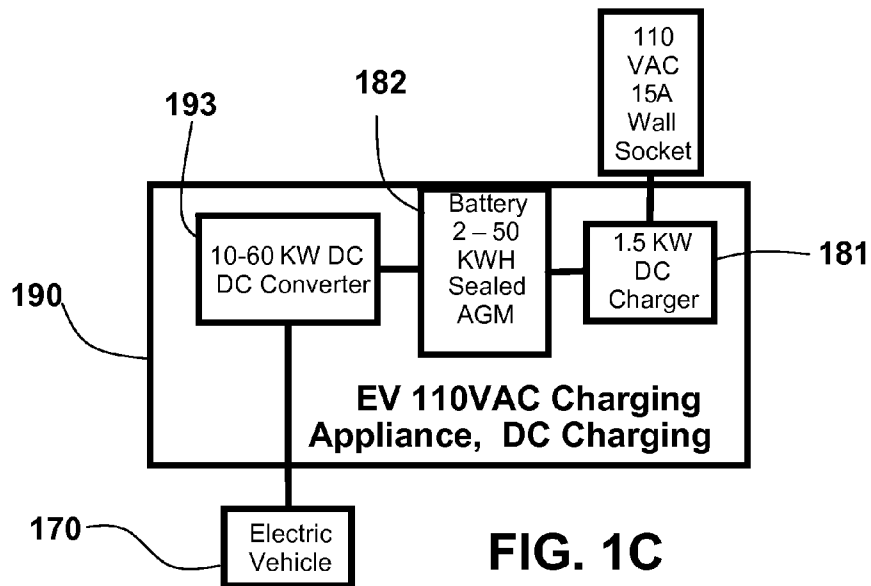 110
VAC
15A
Wall
Socket
182
193
Battery
2 – 50
KWH
Sealed
AGM
10-60 KW DC
DC Converter
1.5 KW
DC
Charger
181
190
EV 110VAC Charging
Appliance, DC Charging
170
Electric
Vehicle
FIG. 1C